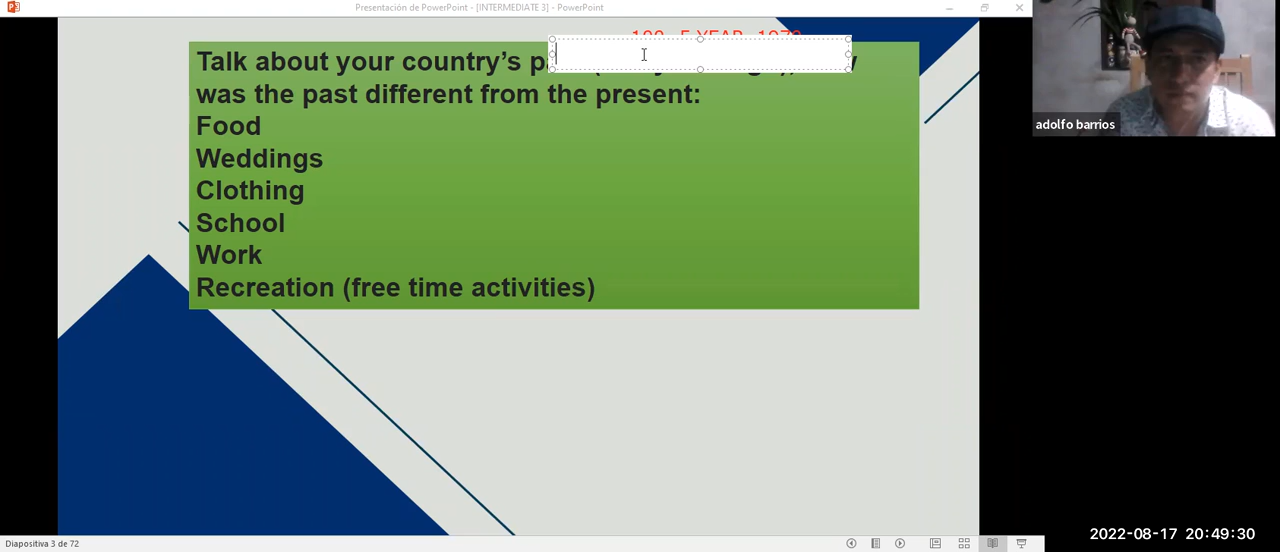 Presentación de PowerPoint - [INTERMEDIATE 3] - PowerPoint
Talk about your country's
was the past different from the present:
Food
Weddings
Clothing
School
Work
Recreation (free time activities)
adolfo barrios
Diapositiva 3 de 72
2022-08-17 20:49:30